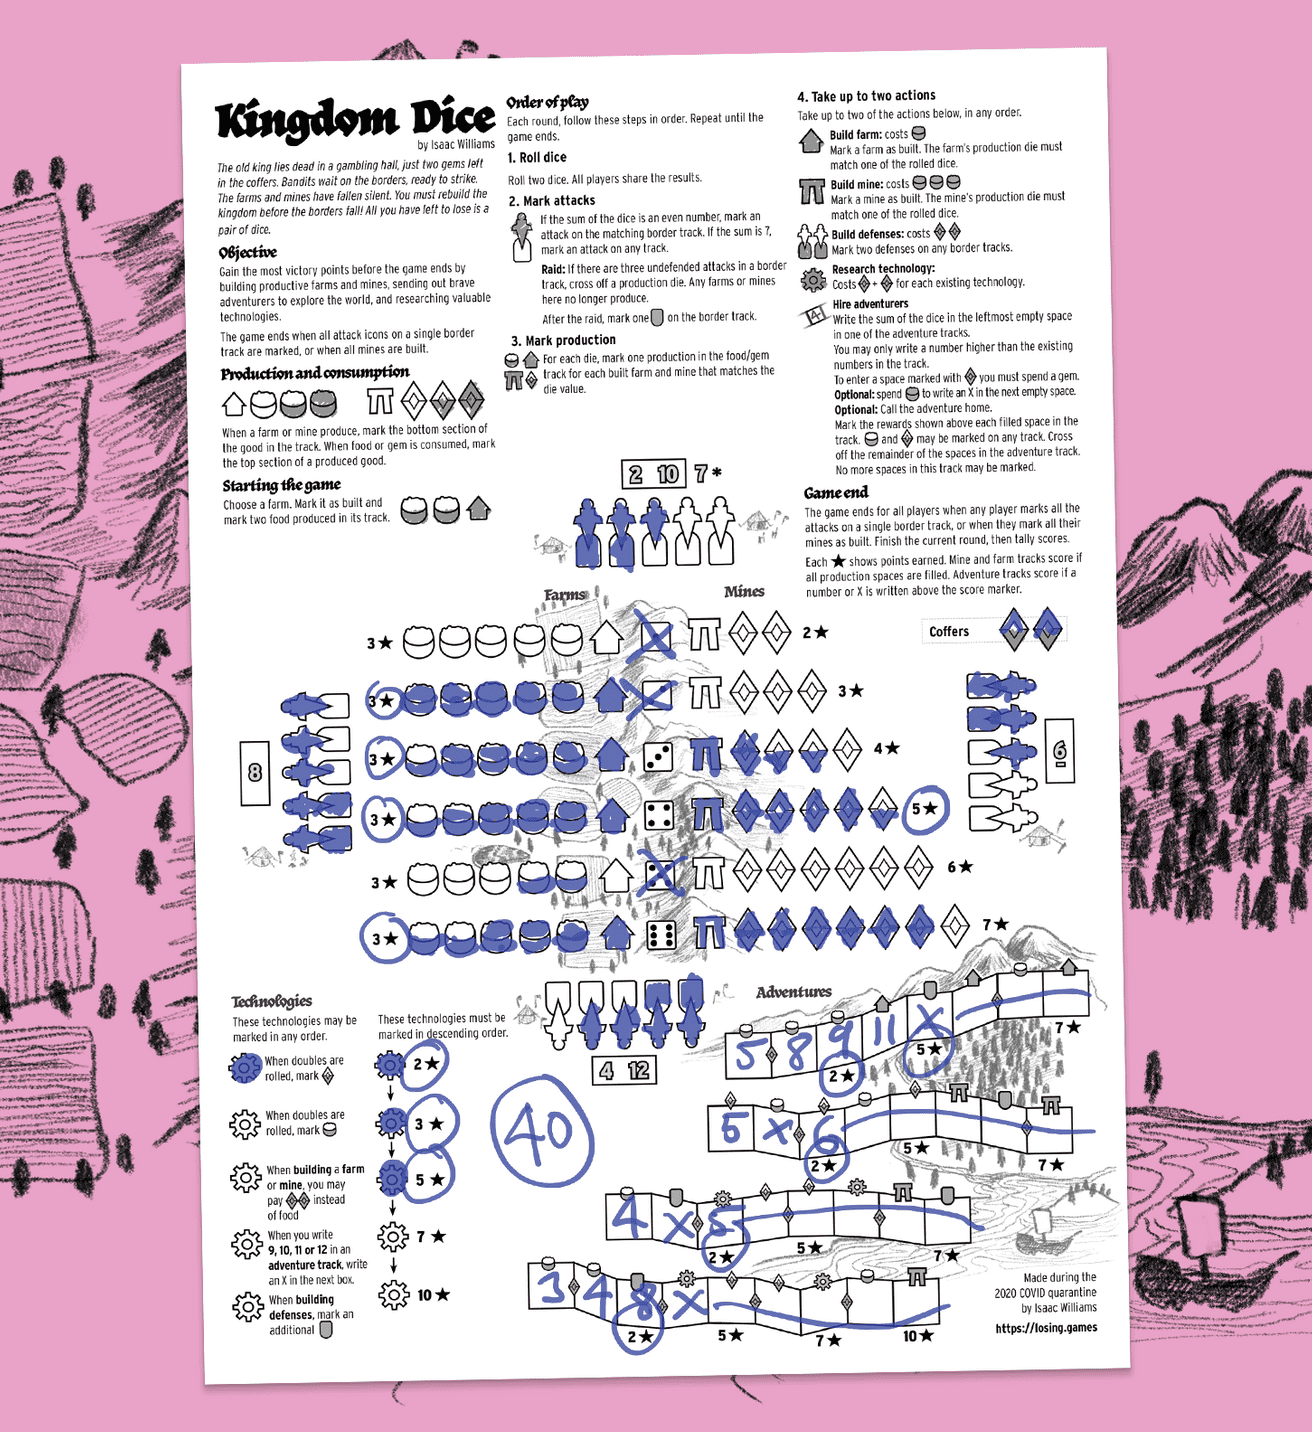 Kingdom Dice
by Isaac Williams
The old king lies dead in a gambling hall, just two gems left
in the coffers. Bandits wait on the borders, ready to strike.
The farms and mines have fallen silent. You must rebuild the
kingdom before the borders fall! All you have left to lose is a
pair of dice.
Objective
Gain the most victory points before the game ends by
building productive farms and mines, sending out brave
adventurers to explore the world, and researching valuable
technologies.
The game ends when all attack icons on a single border
track are marked, or when all mines are built.
Production and consumption
When a farm or mine produce, mark the bottom section of
the good in the track. When food or gem is consumed, mark
the top section of a produced good.
Starting the game
Choose a farm. Mark it as built and
mark two food produced in its track.
Order of play
Each round, follow these steps in order. Repeat until the
game ends.
1. Roll dice
Roll two dice. All players share the results.
2. Mark attacks
If the sum of the dice is an even number, mark an
attack on the matching border track. If the sum is 7,
mark an attack on any track.
Raid: If there are three undefended attacks in a border
track, cross off a production die. Any farms or mines
here no longer produce.
After the raid, mark one on the border track.
3. Mark production
For each die, mark one production in the food/gem
track for each built farm and mine that matches the
die value.
4. Take up to two actions
Take up to two of the actions below, in any order.
Build farm: costs
Mark a farm as built. The farm's production die must
match one of the rolled dice.
Build mine: costs
Mark a mine as built. The mine's production die must
match one of the rolled dice.
Build defenses: costs
Mark two defenses on any border tracks.
Research technology:
Costs + for each existing technology.
Hire adventurers
Write the sum of the dice in the leftmost empty space
in one of the adventure tracks.
You may only write a number higher than the existing
numbers in the track.
To enter a space marked with you must spend a gem.
Optional: spend to write an X in the next empty space.
Optional: Call the adventure home.
Mark the rewards shown above each filled space in the
track. and may be marked on any track. Cross
off the remainder of the spaces in the adventure track.
No more spaces in this track may be marked.
Game end
The game ends for all players when any player marks all the
attacks on a single border track, or when they mark all their
mines as built. Finish the current round, then tally scores.
Each ★ shows points earned. Mine and farm tracks score if
all production spaces are filled. Adventure tracks score if a
number or X is written above the score marker.
2 10 7*
Farms
Mines
Coffers
3★ 2★
3★ 3★
3★ 4★
3★ 5★
3★ 6★
3★ 7★
8
6
4 12
Technologies
These technologies may be
marked in any order.
When doubles are
rolled, mark
When doubles are
rolled, mark
When building a farm
or mine, you may
pay instead
of food
When you write
9, 10, 11 or 12 in an
adventure track, write
an X in the next box.
When building
defenses, mark an
additional
These technologies must be
marked in descending order.
2★
3★
5★
7★
10★
40
Adventures
5 8 9 11 X
2★ 5★ 7★
5 X 6
2★ 5★ 7★
4 X 5
2★ 5★ 7★
3 4 8 X
2★ 5★ 7★ 10★
Made during the
2020 COVID quarantine
by Isaac Williams
https://losing.games